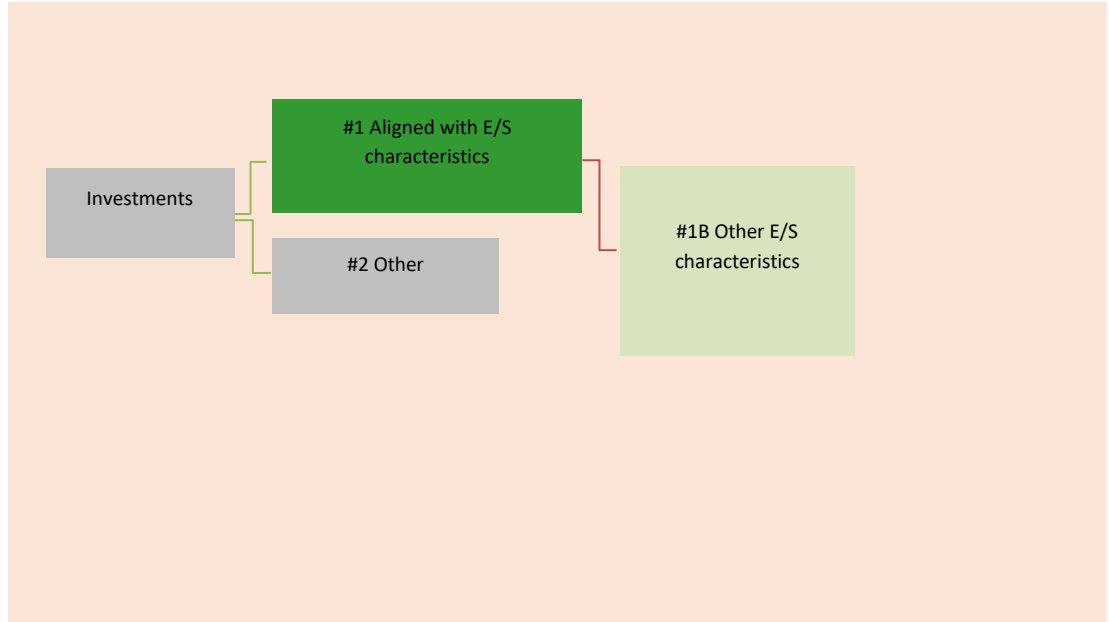 Investments
#1 Aligned with E/S
characteristics
#2 Other
#1B Other E/S
characteristics